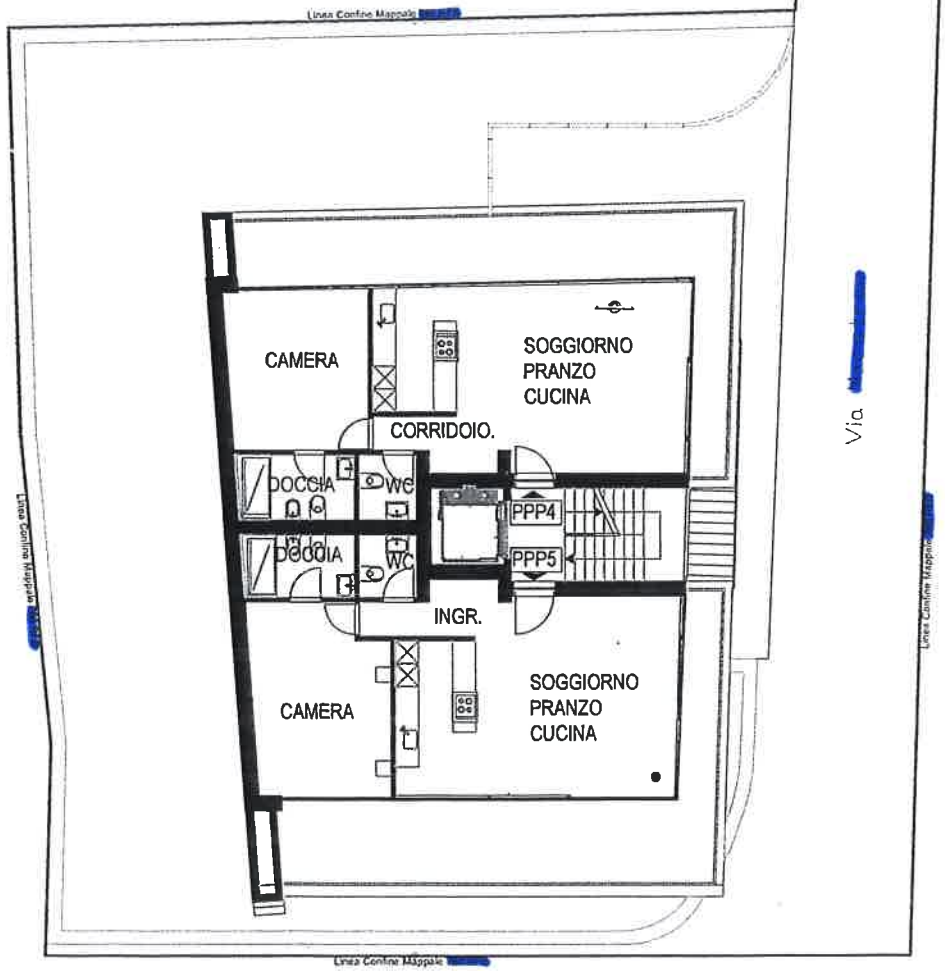 Linea Confine Mappale
CAMERA
SOGGIORNO
PRANZO
CUCINA
CORRIDOIO.
DOCCIA
WC
PPP4
Via
DOCCIA
WC
PPP5
INGR.
CAMERA
SOGGIORNO
PRANZO
CUCINA
Linea Confine Mappale
Linea Confine Mappale
Linea Confine Mappale